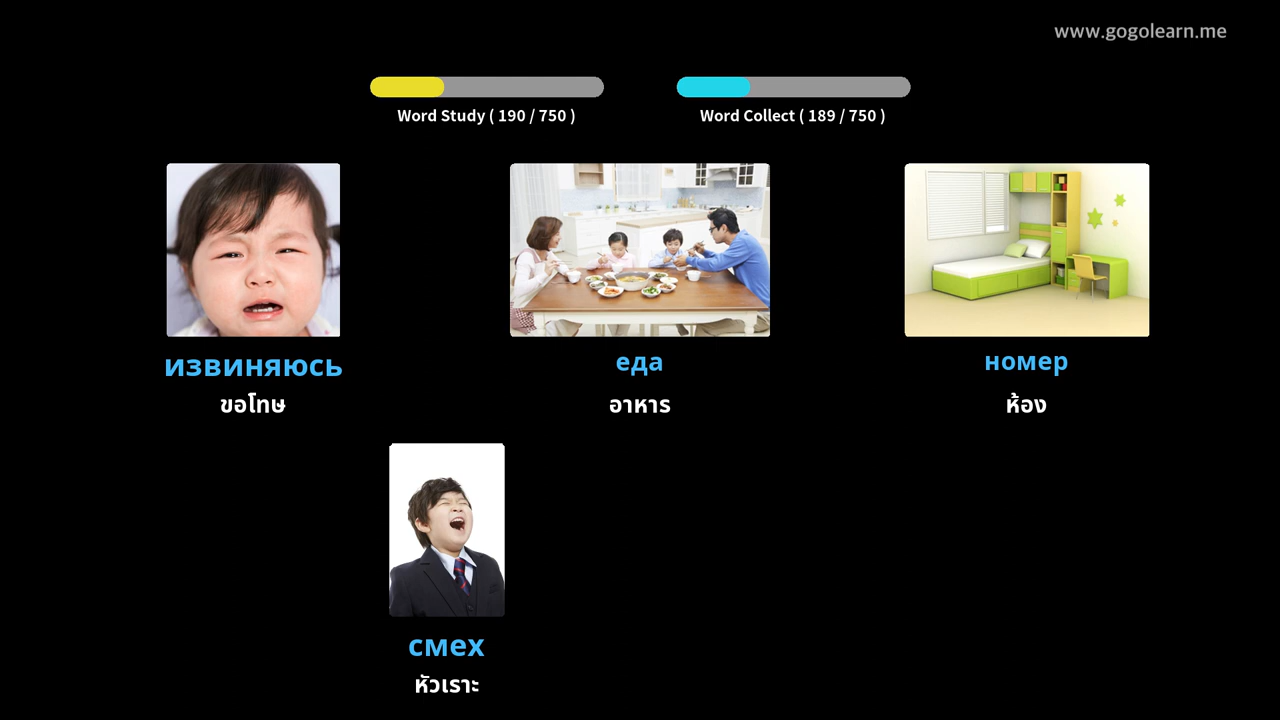 www.gogolearn.me
Word Study ( 190 / 750 )
Word Collect ( 189 / 750 )
извиняюсь
ขอโทษ
еда
อาหาร
номер
ห้อง
смех
หัวเราะ